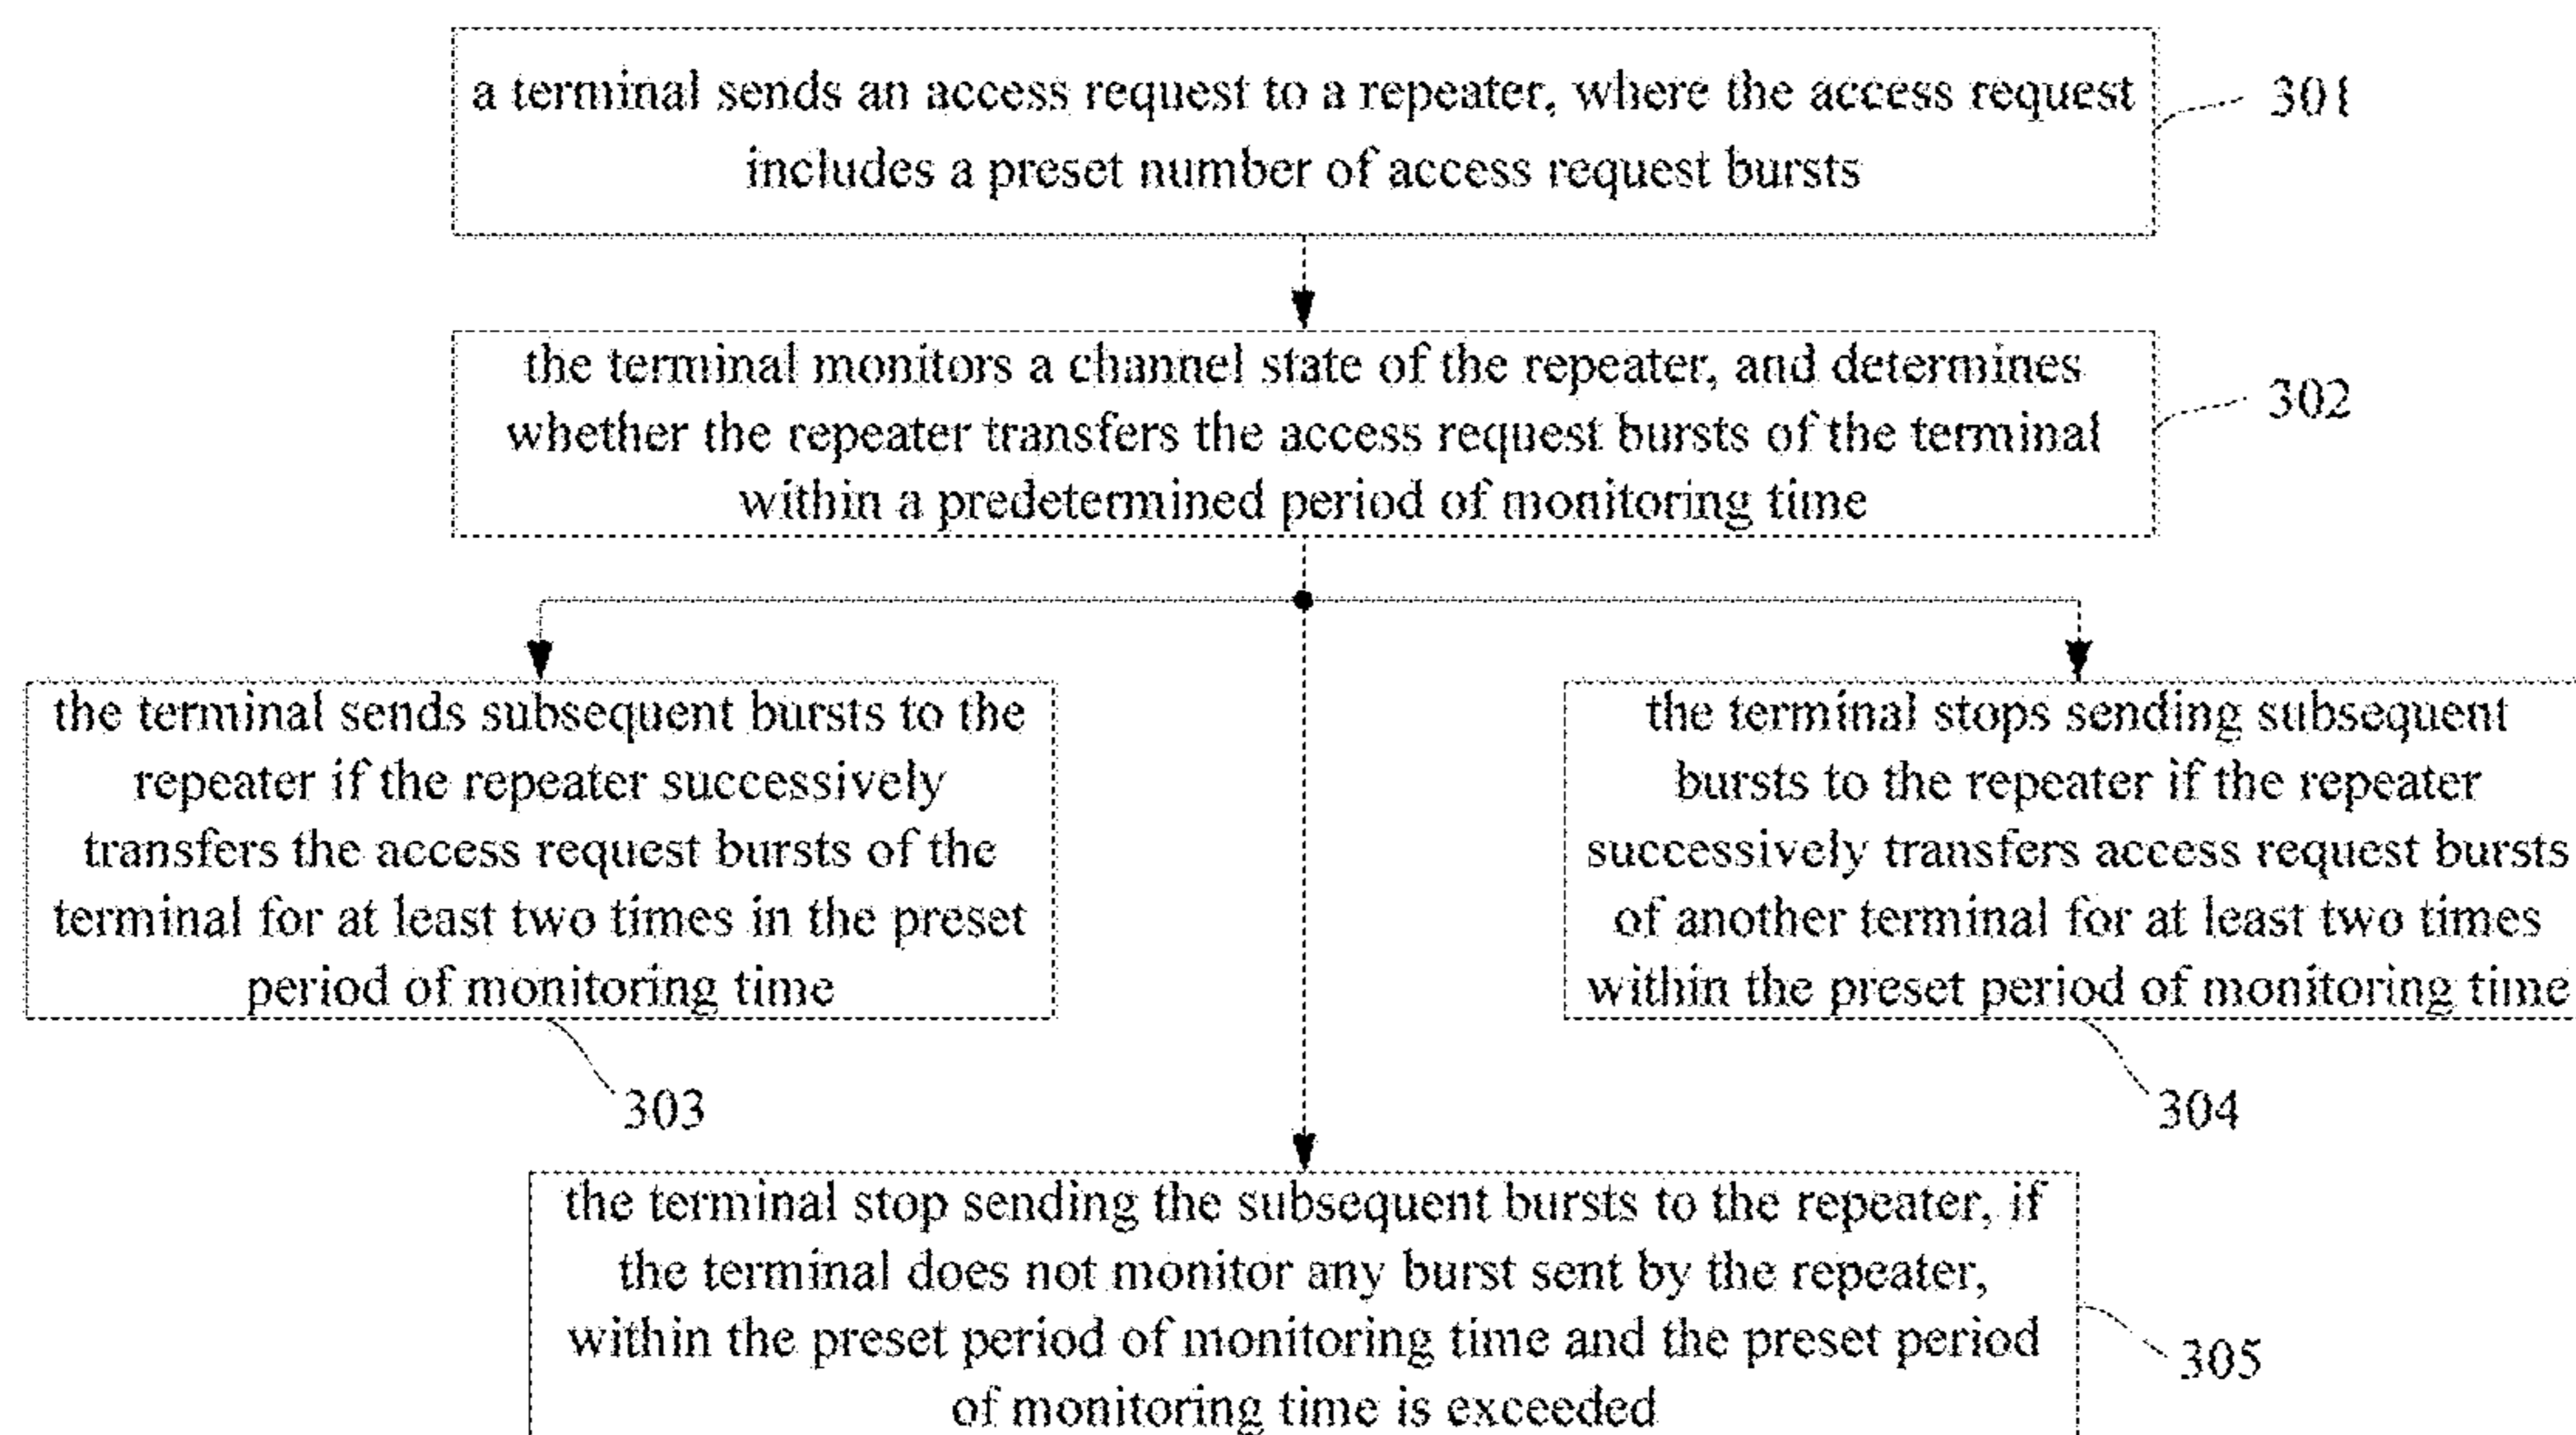 a terminal sends an access request to a repeater, where the access request
includes a preset number of access request bursts
301
the terminal monitors a channel state of the repeater, and determines
whether the repeater transfers the access request bursts of the terminal
within a predetermined period of monitoring time
302
the terminal sends subsequent bursts to the
repeater if the repeater successively
transfers the access request bursts of the
terminal for at least two times in the preset
period of monitoring time
303
the terminal stops sending subsequent
bursts to the repeater if the repeater
successively transfers access request bursts
of another terminal for at least two times
within the preset period of monitoring time
304
the terminal stop sending the subsequent bursts to the repeater, if
the terminal does not monitor any burst sent by the repeater,
within the preset period of monitoring time and the preset period
of monitoring time is exceeded
305